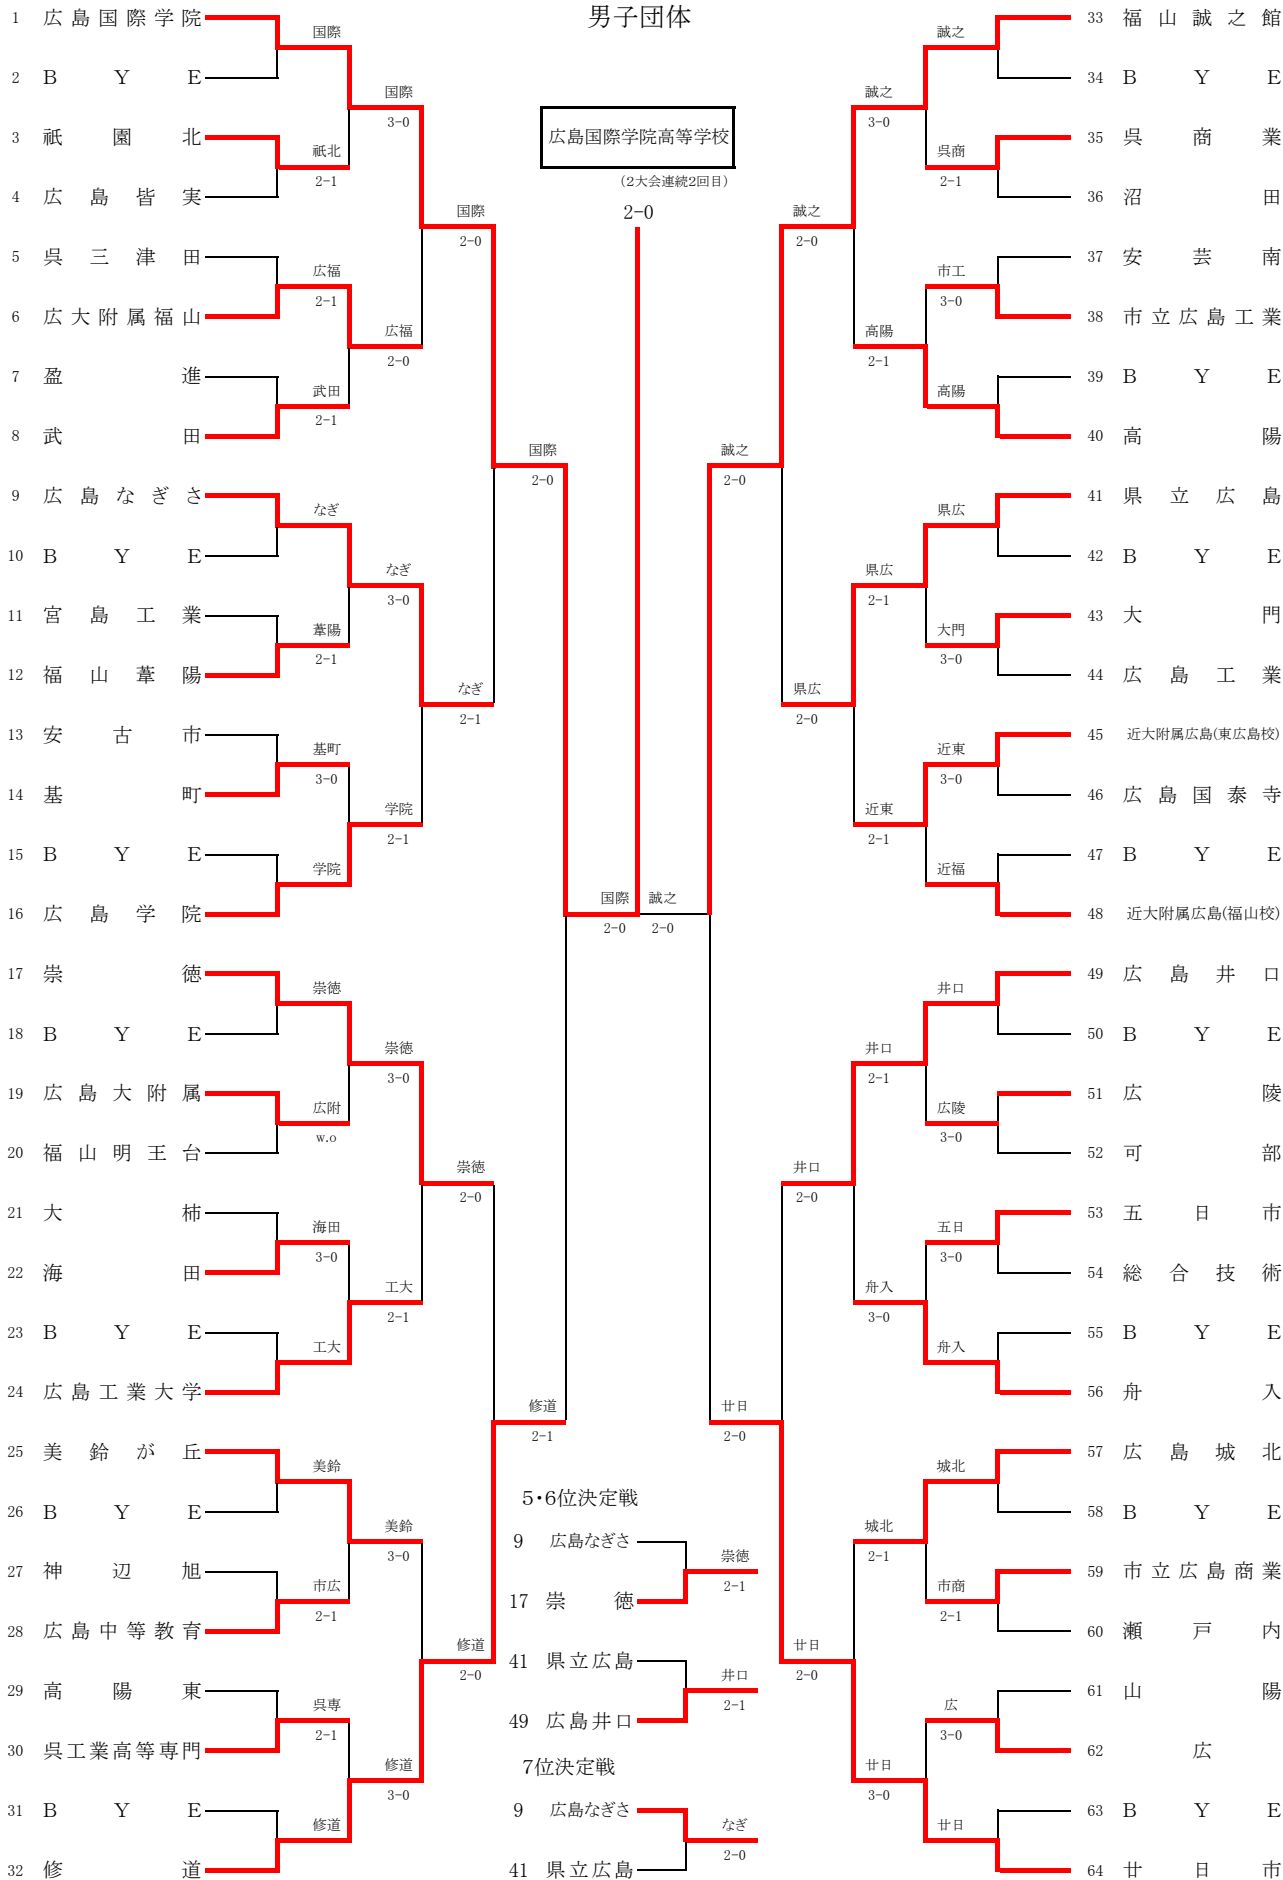 男子団体
広島国際学院高等学校
(2大会連続2回目)
2-0
1 広島国際学院
2 BYE
3 祇園北
4 広島皆実
5 呉三津田
6 広大附属福山
7 盈進
8 武田
9 広島なぎさ
10 BYE
11 宮島工業
12 福山葦陽
13 安古市
14 基町
15 BYE
16 広島学院
17 崇徳
18 BYE
19 広島大附属
20 福山明王台
21 大柿
22 海田
23 BYE
24 広島工業大学
25 美鈴が丘
26 BYE
27 神辺旭
28 広島中等教育
29 高陽東
30 呉工業高等専門
31 BYE
32 修道
国際
祇北
2-1
広福
2-1
武田
2-1
なぎ
葦陽
2-1
基町
3-0
学院
崇徳
広附
w.o
海田
3-0
工大
美鈴
市広
2-1
呉専
2-1
修道
国際
3-0
広福
2-0
なぎ
3-0
学院
2-1
崇徳
3-0
工大
2-1
美鈴
3-0
修道
3-0
国際
2-0
なぎ
2-1
崇徳
2-0
修道
2-0
国際
2-0
修道
2-1
国際
2-0
誠之
2-0
誠之
2-0
廿日
2-0
誠之
2-0
県広
2-0
井口
2-0
廿日
2-0
誠之
3-0
高陽
2-1
県広
2-1
近東
2-1
井口
2-1
舟入
3-0
城北
2-1
廿日
3-0
誠之
呉商
2-1
市工
3-0
高陽
県広
大門
3-0
近東
3-0
近福
井口
広陵
3-0
五日
3-0
舟入
城北
市商
2-1
広
3-0
廿日
33 福山誠之館
34 BYE
35 呉商業
36 沼田
37 安芸南
38 市立広島工業
39 BYE
40 高陽
41 県立広島
42 BYE
43 大門
44 広島工業
45 近大附属広島(東広島校)
46 広島国泰寺
47 BYE
48 近大附属広島(福山校)
49 広島井口
50 BYE
51 広陵
52 可部
53 五日市
54 総合技術
55 BYE
56 舟入
57 広島城北
58 BYE
59 市立広島商業
60 瀬戸内
61 山陽
62 広
63 BYE
64 廿日市
5・6位決定戦
9 広島なぎさ
17 崇徳
崇徳
2-1
41 県立広島
49 広島井口
井口
2-1
7位決定戦
9 広島なぎさ
41 県立広島
なぎ
2-0